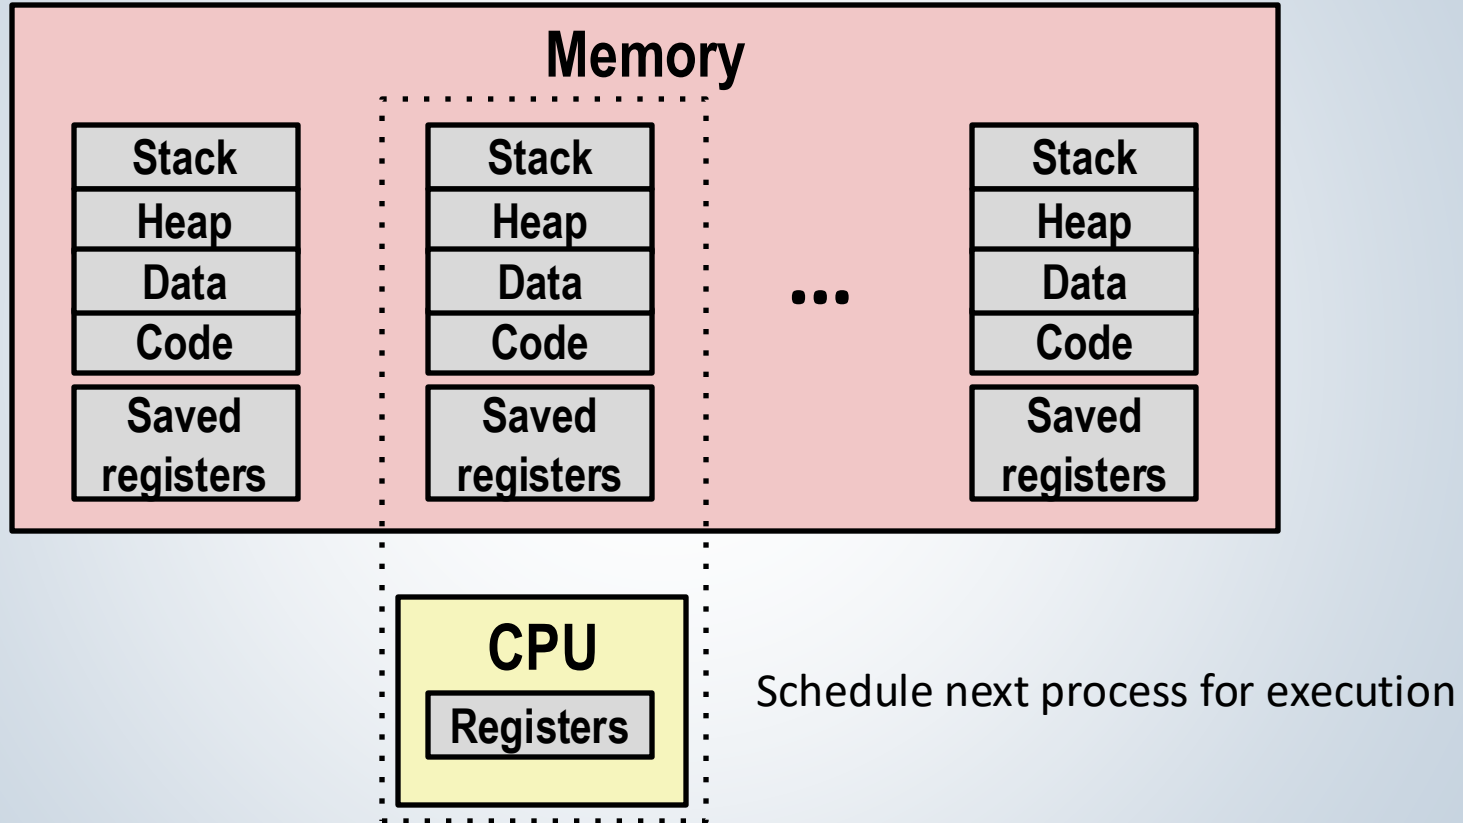 Memory
Stack
Heap
Data
Code
Saved
registers
Stack
Heap
Data
Code
Saved
registers
...
Stack
Heap
Data
Code
Saved
registers
CPU
Registers
Schedule next process for execution